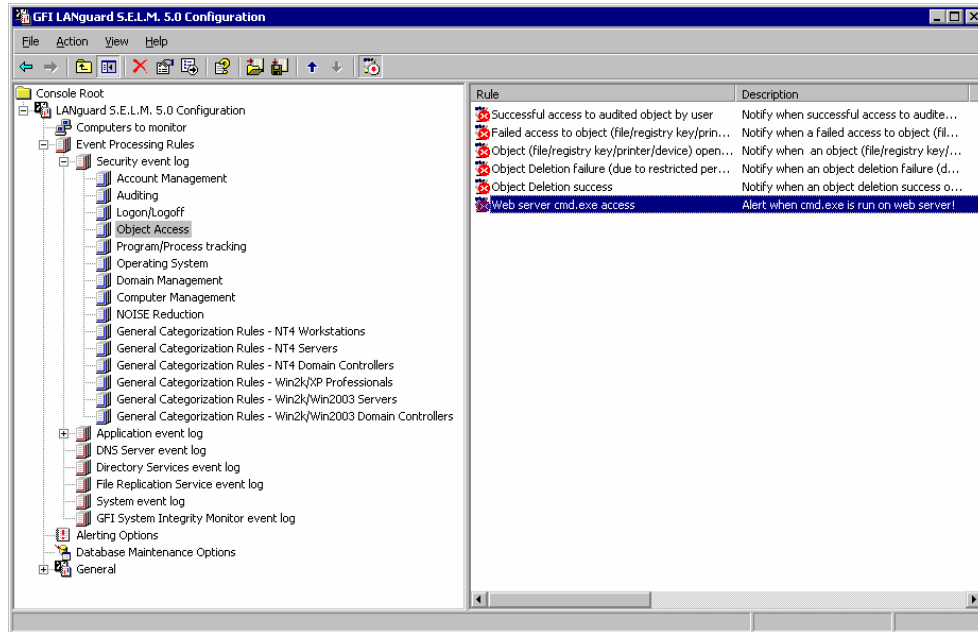 GFI LANguard S.E.L.M. 5.0 Configuration
File Action View Help
Console Root
LANguard S.E.L.M. 5.0 Configuration
Computers to monitor
Event Processing Rules
Security event log
Account Management
Auditing
Logon/Logoff
Object Access
Program/Process tracking
Operating System
Domain Management
Computer Management
NOISE Reduction
General Categorization Rules - NT4 Workstations
General Categorization Rules - NT4 Servers
General Categorization Rules - NT4 Domain Controllers
General Categorization Rules - Win2k/XP Professionals
General Categorization Rules - Win2k/Win2003 Servers
General Categorization Rules - Win2k/Win2003 Domain Controllers
Application event log
DNS Server event log
Directory Services event log
File Replication Service event log
System event log
GFI System Integrity Monitor event log
Alerting Options
Database Maintenance Options
General
Rule Description
Successful access to audited object by user Notify when successful access to audite...
Failed access to object (file/registry key/prin... Notify when a failed access to object (fil...
Object (file/registry key/printer/device) open... Notify when an object (file/registry key/...
Object Deletion failure (due to restricted per... Notify when an object deletion failure (d...
Object Deletion success Notify when an object deletion success o...
Web server cmd.exe access Alert when cmd.exe is run on web server!